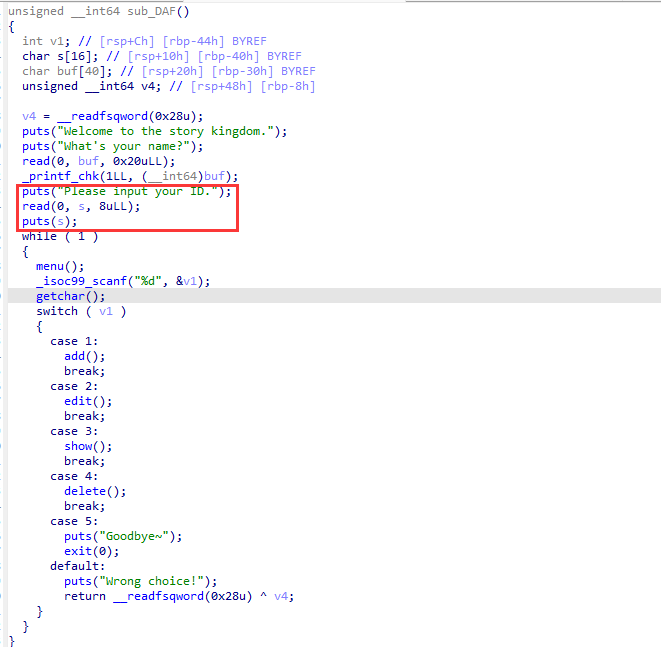 unsigned __int64 sub_DAF()
{
  int v1; // [rsp+Ch] [rbp-44h] BYREF
  char s[16]; // [rsp+10h] [rbp-40h] BYREF
  char buf[40]; // [rsp+20h] [rbp-30h] BYREF
  unsigned __int64 v4; // [rsp+48h] [rbp-8h]

  v4 = __readfsqword(0x28u);
  puts("Welcome to the story kingdom.");
  puts("What's your name?");
  read(0, buf, 0x20uLL);
  _printf_chk(1LL, (__int64)buf);
  puts("Please input your ID.");
  read(0, s, 8uLL);
  puts(s);
  while ( 1 )
  {
    menu();
    _isoc99_scanf("%d", &v1);
    getchar();
    switch ( v1 )
    {
      case 1:
        add();
        break;
      case 2:
        edit();
        break;
      case 3:
        show();
        break;
      case 4:
        delete();
        break;
      case 5:
        puts("Goodbye~");
        exit(0);
      default:
        puts("Wrong choice!");
        return __readfsqword(0x28u) ^ v4;
    }
  }
}